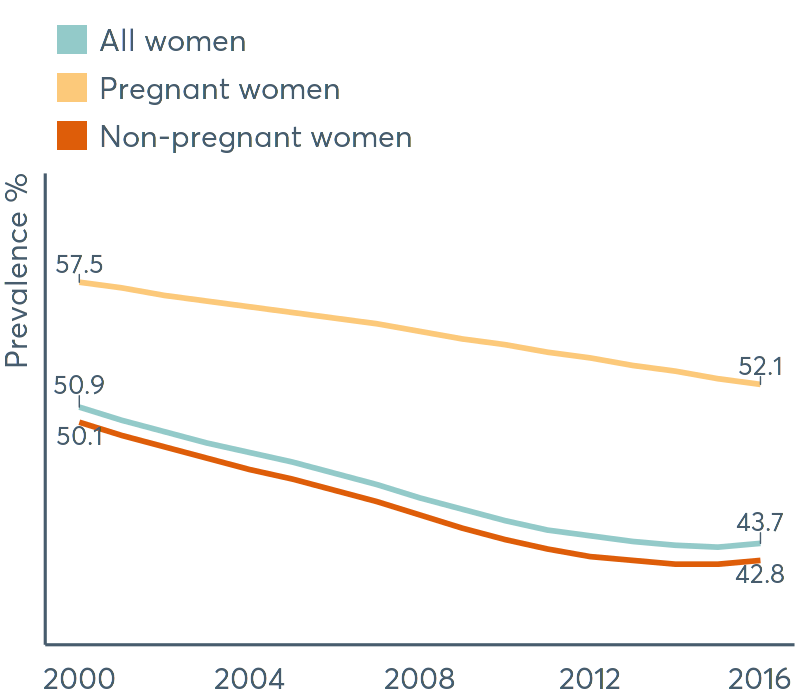 All women
Pregnant women
Non-pregnant women
Prevalence %
57.5
52.1
50.9
50.1
43.7
42.8
2000 2004 2008 2012 2016